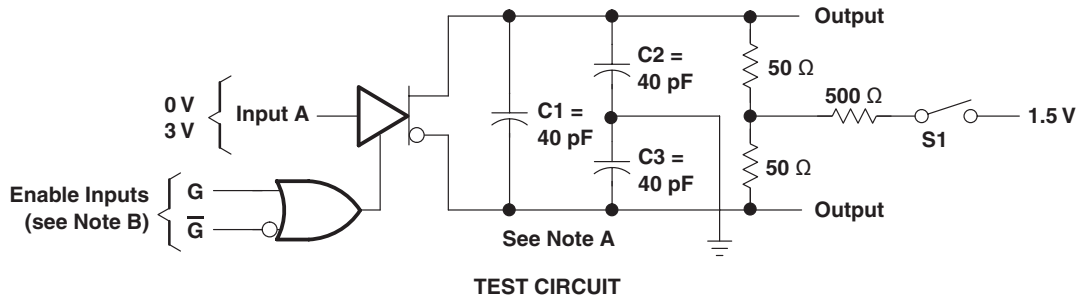 Output
C2 =
40 pF
50 Ω
0 V
3 V
Input A
C1 =
40 pF
500 Ω
1.5 V
S1
C3 =
40 pF
50 Ω
Enable Inputs
(see Note B)
G
G̅
Output
See Note A
TEST CIRCUIT